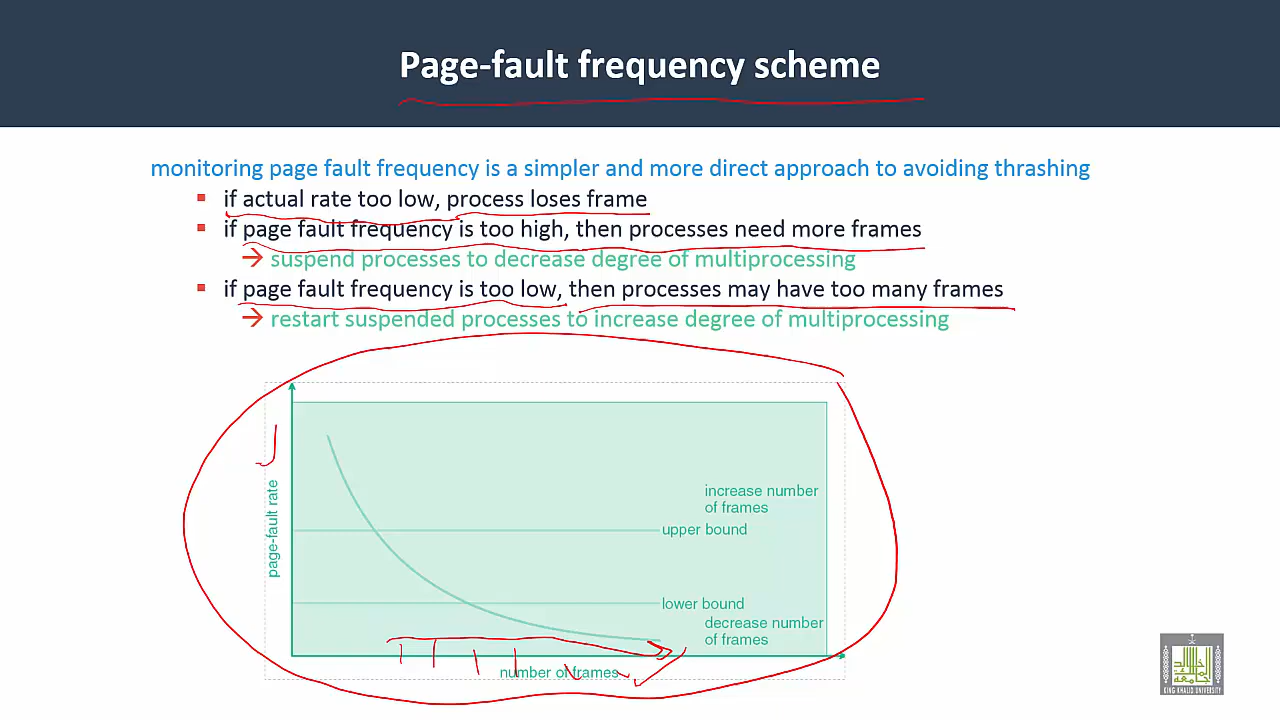 Page-fault frequency scheme
monitoring page fault frequency is a simpler and more direct approach to avoiding thrashing
▪ if actual rate too low, process loses frame
▪ if page fault frequency is too high, then processes need more frames
→ suspend processes to decrease degree of multiprocessing
▪ if page fault frequency is too low, then processes may have too many frames
→ restart suspended processes to increase degree of multiprocessing
page-fault rate
increase number
of frames
upper bound
lower bound
decrease number
of frames
number of frames
KING KHALID UNIVERSITY